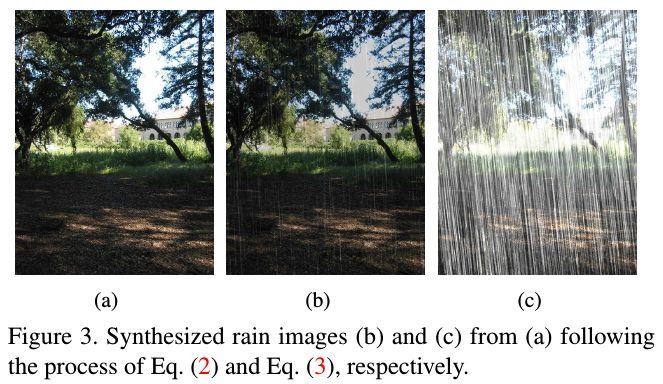 (a)
(b)
(c)
Figure 3. Synthesized rain images (b) and (c) from (a) following
the process of Eq. (2) and Eq. (3), respectively.